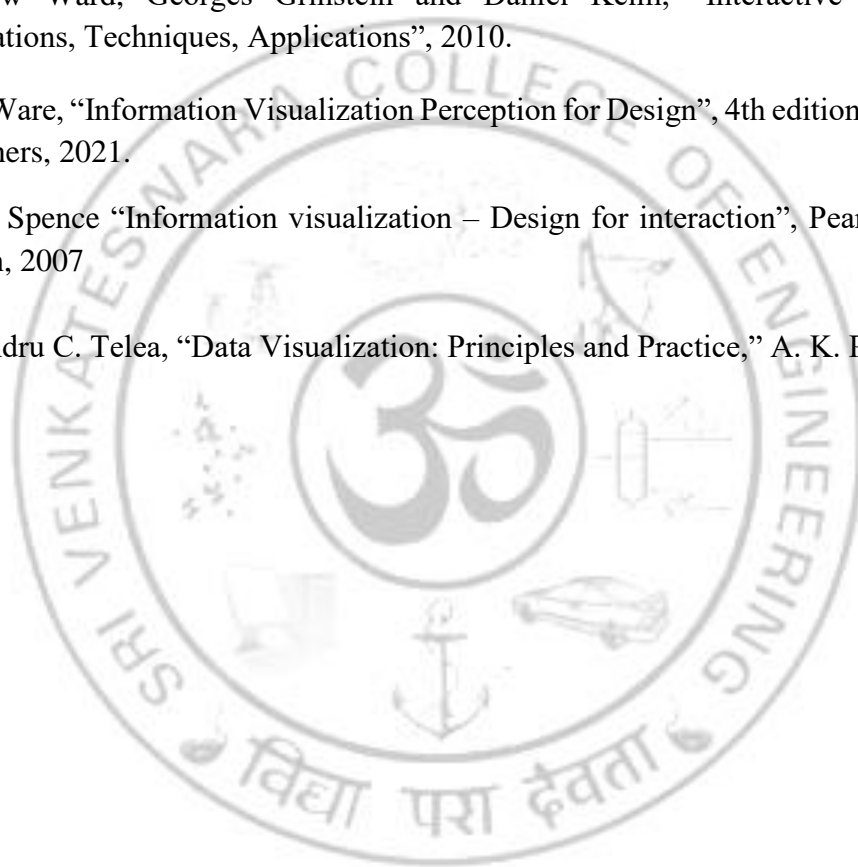 Ward, Georges Grinstein and Daniel Keim, “Interactive
ations, Techniques, Applications”, 2010.
Ware, “Information Visualization Perception for Design”, 4th edition
ners, 2021.
Spence “Information visualization – Design for interaction”, Pear
n, 2007
dru C. Telea, “Data Visualization: Principles and Practice,” A. K.
SRI VENKATESWARA COLLEGE OF ENGINEERING
ॐ
विद्या परा देवता